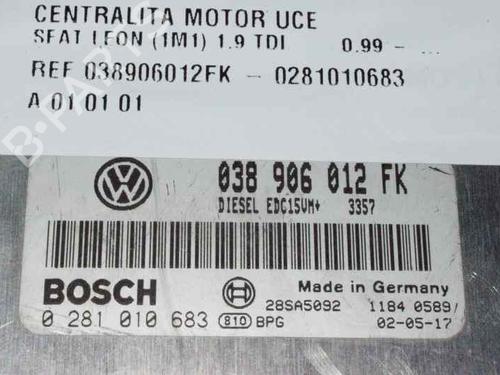 CENTRALITA MOTOR UCE
SEAT LEON (1M1) 1.9 TDI 0.99 - ...
REF 038906012FK - 0281010683
A 01 01 01
B-PARTS
038 906 012 FK
DIESEL EDC15VM+ 3357
BOSCH
Made in Germany
28SA5092 1184 0589/
0 281 010 683 810 BPG 02-05-17